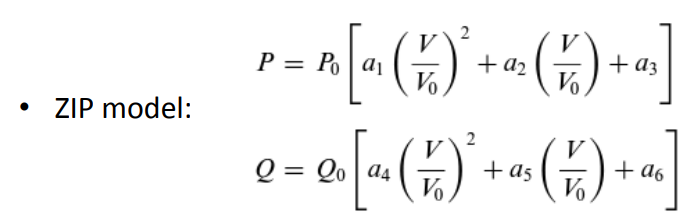 P = P₀ [a₁ (V/V₀)² + a₂ (V/V₀) + a₃]
• ZIP model:
Q = Q₀ [a₄ (V/V₀)² + a₅ (V/V₀) + a₆]